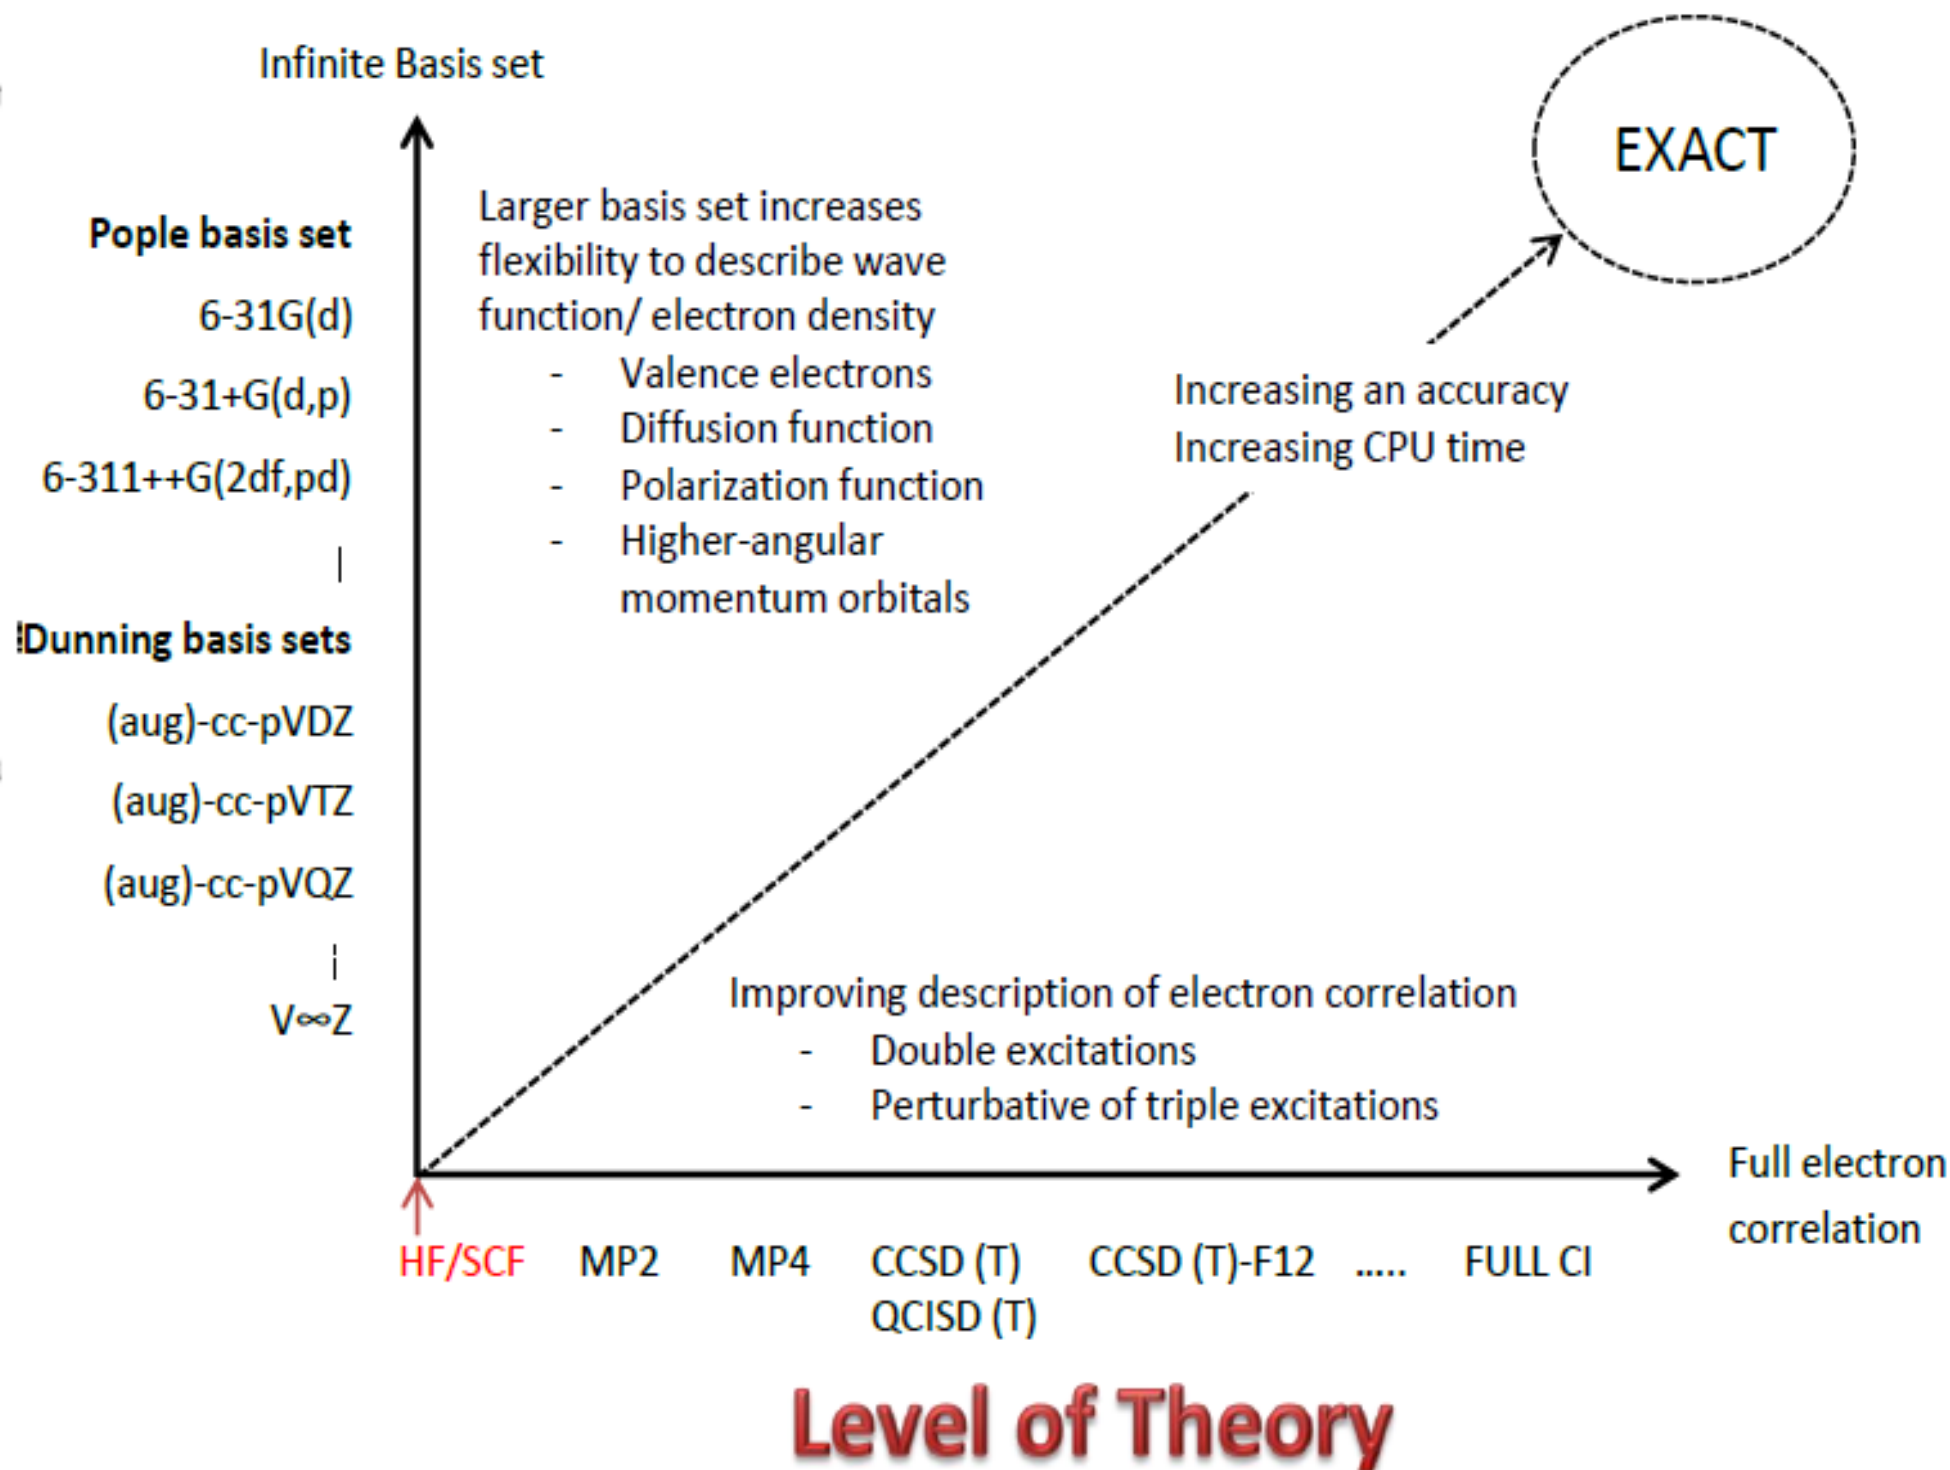 Infinite Basis set
EXACT
Pople basis set
6-31G(d)
6-31+G(d,p)
6-311++G(2df,pd)
Dunning basis sets
(aug)-cc-pVDZ
(aug)-cc-pVTZ
(aug)-cc-pVQZ
V∞Z
Larger basis set increases
flexibility to describe wave
function/ electron density
- Valence electrons
- Diffusion function
- Polarization function
- Higher-angular
momentum orbitals
Increasing an accuracy
Increasing CPU time
Improving description of electron correlation
- Double excitations
- Perturbative of triple excitations
Full electron
correlation
HF/SCF MP2 MP4 CCSD (T) CCSD (T)-F12 ..... FULL CI
QCISD (T)
Level of Theory